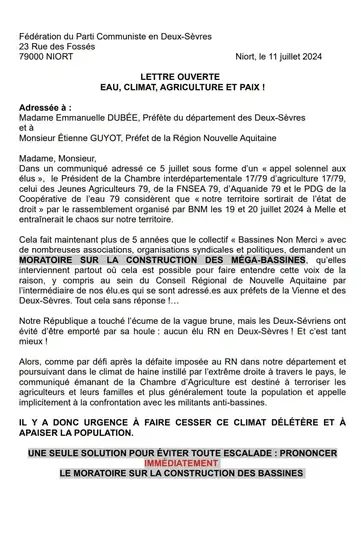 Fédération du Parti Communiste en Deux-Sèvres
23 Rue des Fossés
79000 NIORT Niort, le 11 juillet 2024
LETTRE OUVERTE
EAU, CLIMAT, AGRICULTURE ET PAIX !
Adressée à :
Madame Emmanuelle DUBÉE, Préfète du département des Deux-Sèvres
et à
Monsieur Étienne GUYOT, Préfet de la Région Nouvelle Aquitaine
Madame, Monsieur,
Dans un communiqué adressé ce 5 juillet sous forme d'un « appel solennel aux
élus », le Président de la Chambre interdépartementale 17/79 d'agriculture 17/79,
celui des Jeunes Agriculteurs 79, de la FNSEA 79, d'Aquanide 79 et le PDG de la
Coopérative de l'eau 79 considèrent que « notre territoire sortirait de l'état de
droit » par le rassemblement organisé par BNM les 19 et 20 juillet 2024 à Melle et
entraînerait le chaos sur notre territoire.
Cela fait maintenant plus de 5 années que le collectif « Bassines Non Merci » avec
de nombreuses associations, organisations syndicales et politiques, demandent un
MORATOIRE SUR LA CONSTRUCTION DES MÉGA-BASSINES, qu'elles
interviennent partout où cela est possible pour faire entendre cette voix de la
raison, y compris au sein du Conseil Régional de Nouvelle Aquitaine par
l'intermédiaire de nos élu.es qui se sont adressé.es aux préfets de la Vienne et des
Deux-Sèvres. Tout cela sans réponse !…
Notre République a touché l'écume de la vague brune, mais les Deux-Sévriens ont
évité d'être emporté par sa houle : aucun élu RN en Deux-Sèvres ! Et c'est tant
mieux !
Alors, comme par défi après la défaite imposée au RN dans notre département et
poursuivant dans le climat de haine instillé par l'extrême droite à travers le pays, le
communiqué émanant de la Chambre d'Agriculture est destiné à terroriser les
agriculteurs et leurs familles et plus généralement toute la population et appelle
implicitement à la confrontation avec les militants anti-bassines.
IL Y A DONC URGENCE À FAIRE CESSER CE CLIMAT DÉLÉTÈRE ET À
APAISER LA POPULATION.
UNE SEULE SOLUTION POUR ÉVITER TOUTE ESCALADE : PRONONCER
IMMÉDIATEMENT
LE MORATOIRE SUR LA CONSTRUCTION DES BASSINES